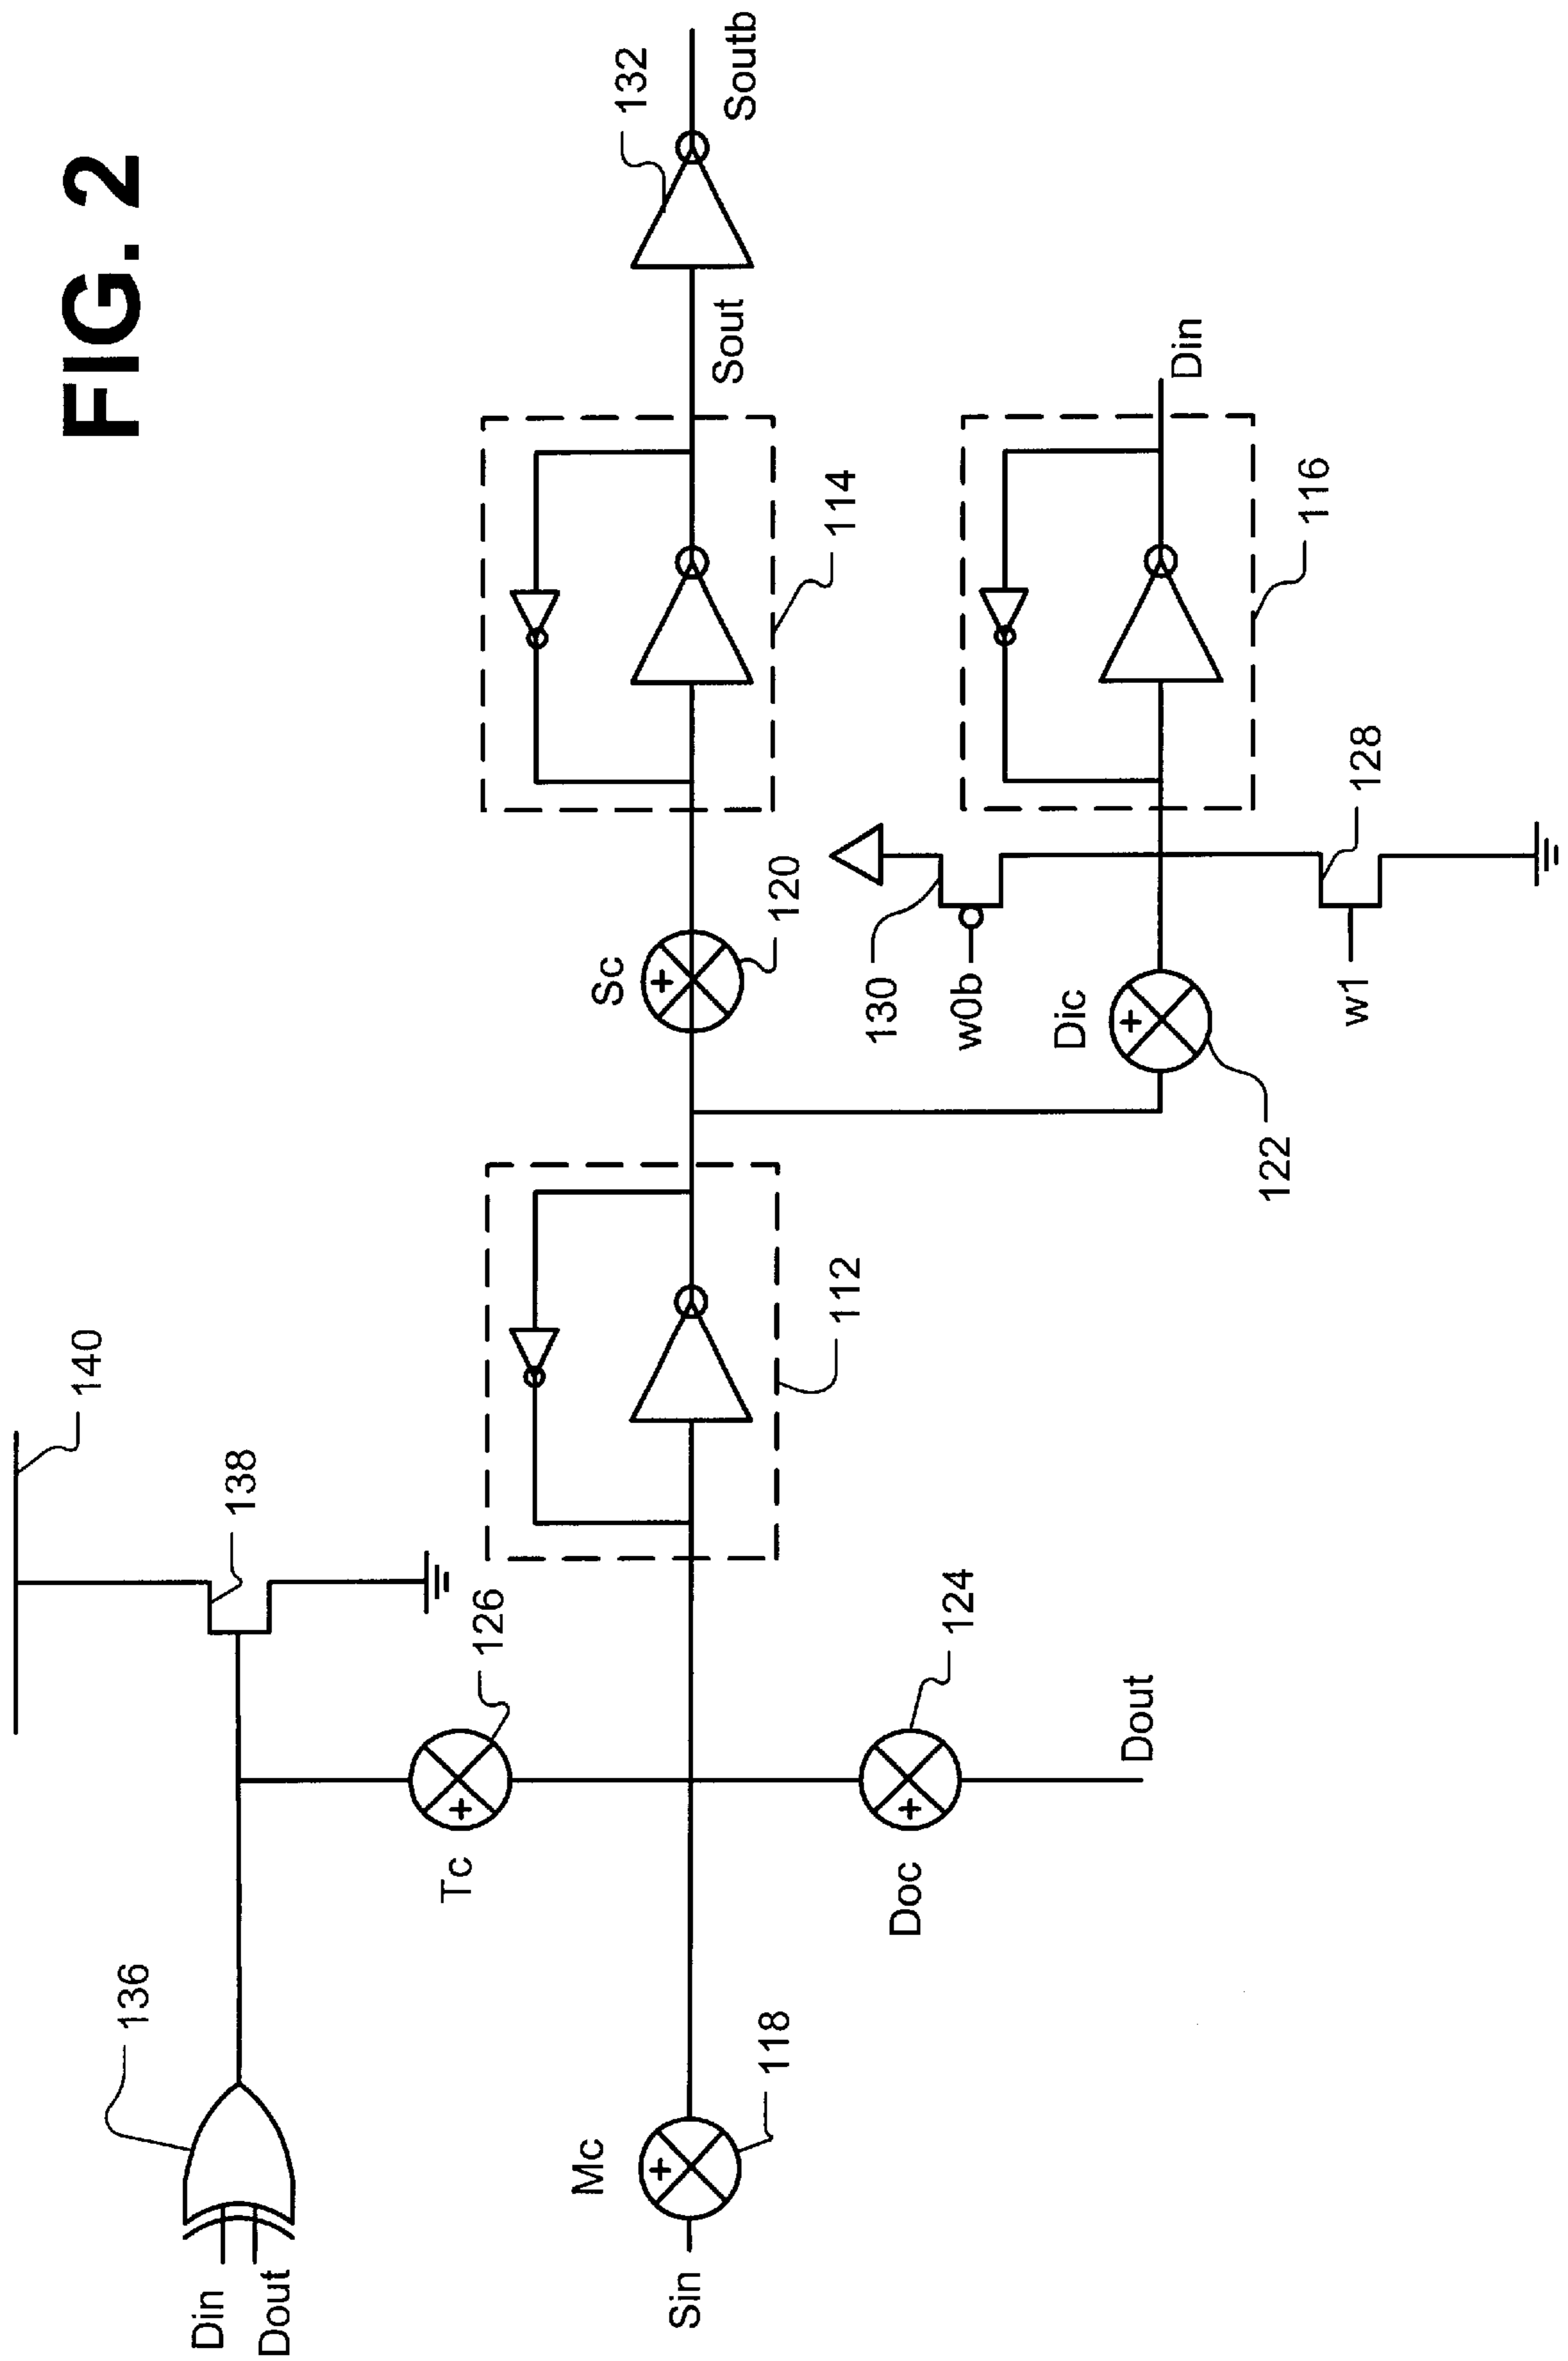 FIG. 2
140
136
138
Din
Dout
Tc
126
Sin
Mc
118
Doc
124
Dout
112
Sc
120
114
Sout
132
Soutb
130
w0b
Dic
122
w1
128
116
Din